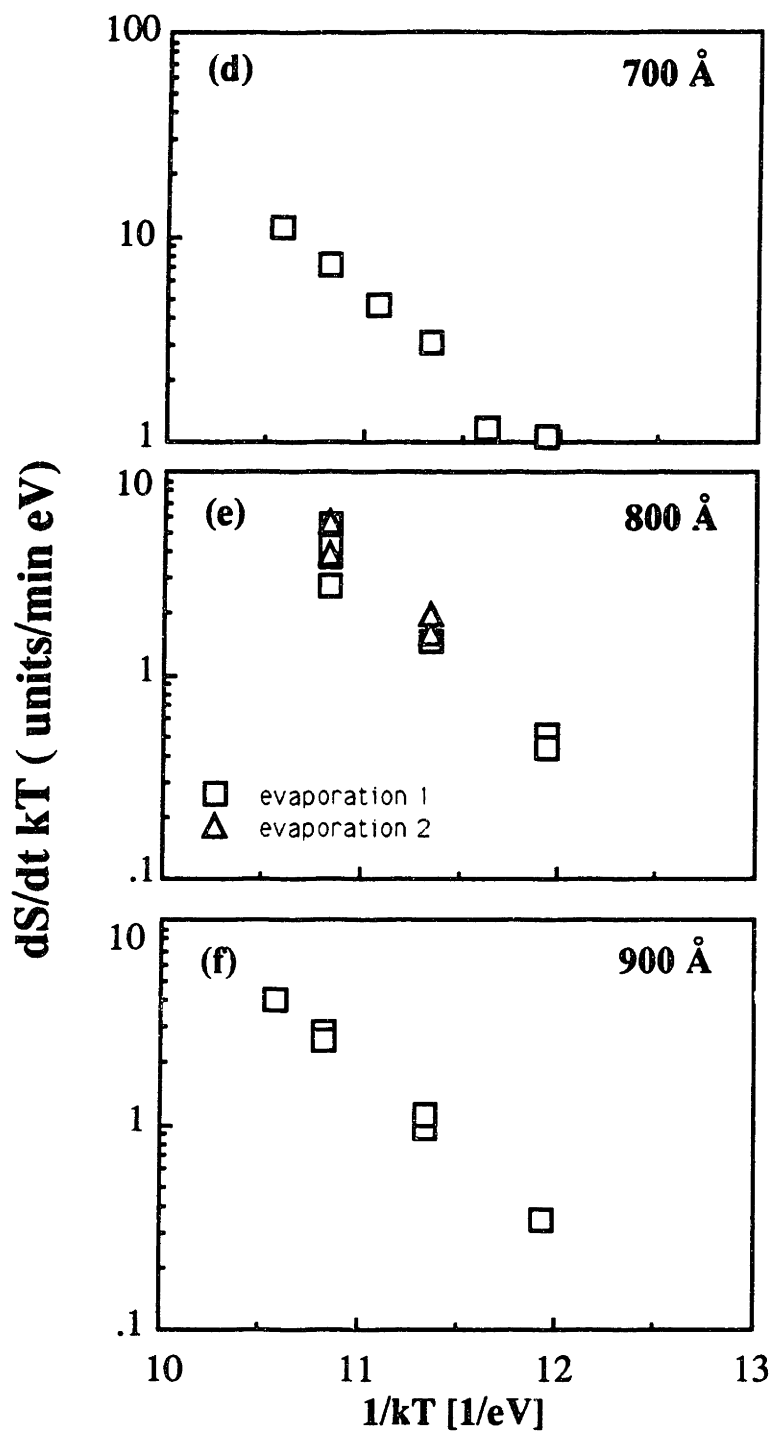 dS/dt kT ( units/min eV)
100
(d)
700 Å
10
1
10
(e)
800 Å
1
evaporation 1
evaporation 2
.1
10
(f)
900 Å
1
.1
10 11 12 13
1/kT [1/eV]